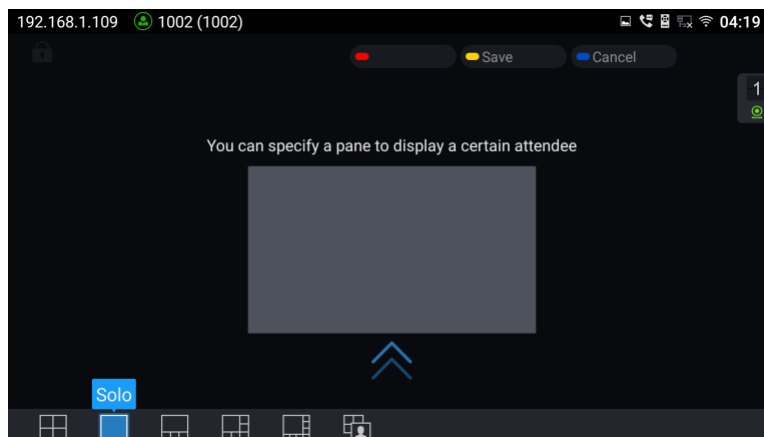 192.168.1.109 1002 (1002) 04:19
Save Cancel
1
You can specify a pane to display a certain attendee
Solo